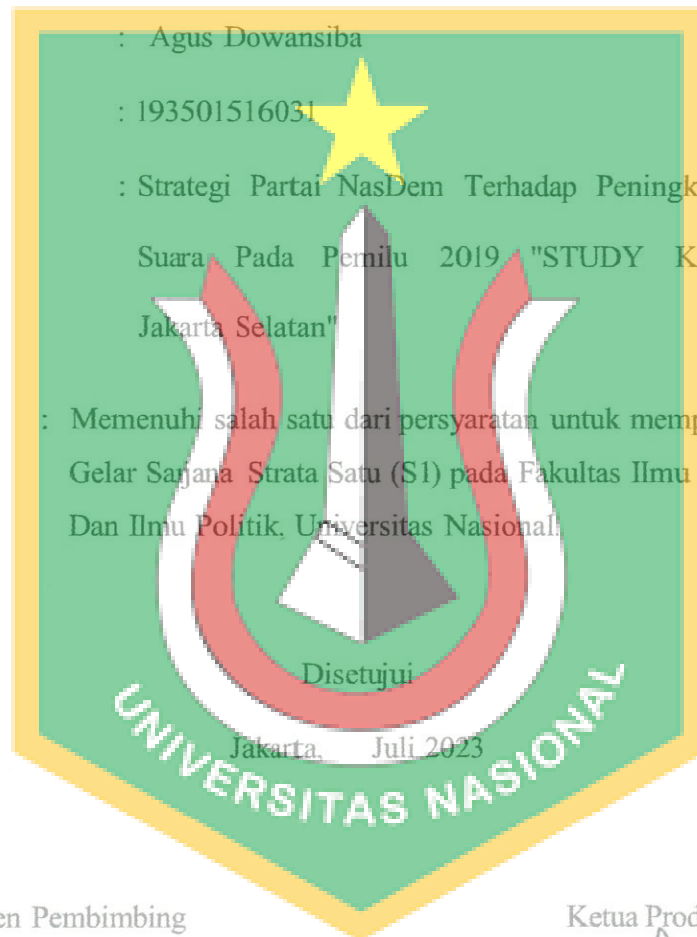 : Agus Dowansiba
: 193501516031
: Strategi Partai NasDem Terhadap Peningk
Suara Pada Pemilu 2019 "STUDY K
Jakarta Selatan"
: Memenuhi salah satu dari persyaratan untuk memp
Gelar Sarjana Strata Satu (S1) pada Fakultas Ilmu
Dan Ilmu Politik, Universitas Nasional.
Disetujui
Jakarta, Juli 2023
UNIVERSITAS NASIONAL
en Pembimbing Ketua Prod